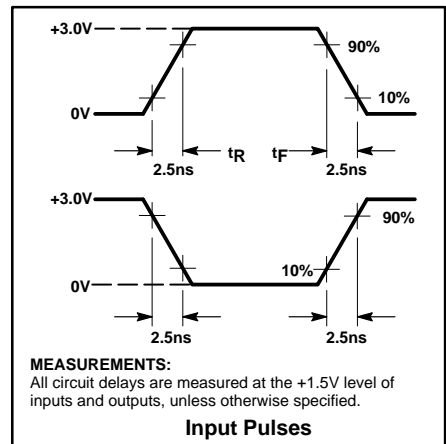 +3.0V
90%
10%
0V
tR tF
2.5ns 2.5ns
+3.0V
90%
10%
0V
2.5ns 2.5ns
MEASUREMENTS:
All circuit delays are measured at the +1.5V level of
inputs and outputs, unless otherwise specified.
Input Pulses